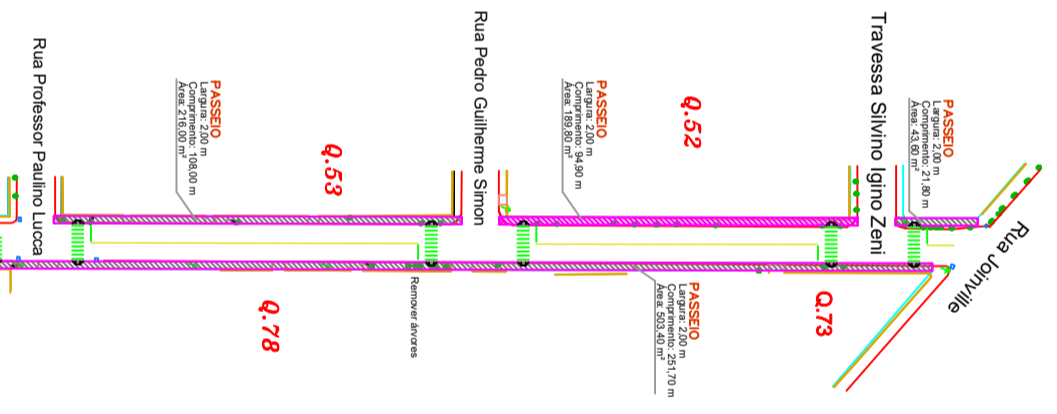 Rua Professor Paulino Lucca
PASSEIO
Largura: 2,00 m
Comprimento: 108,00 m
Área: 216,00 m²
Q.53
Q.78
Remover árvores
Rua Pedro Guilherme Simon
PASSEIO
Largura: 2,00 m
Comprimento: 94,90 m
Área: 189,80 m²
Q.52
PASSEIO
Largura: 2,00 m
Comprimento: 251,70 m
Área: 503,40 m²
Q.73
Travessa Silvino Igino Zeni
PASSEIO
Largura: 2,00 m
Comprimento: 21,80 m
Área: 43,60 m²
Rua Joinville